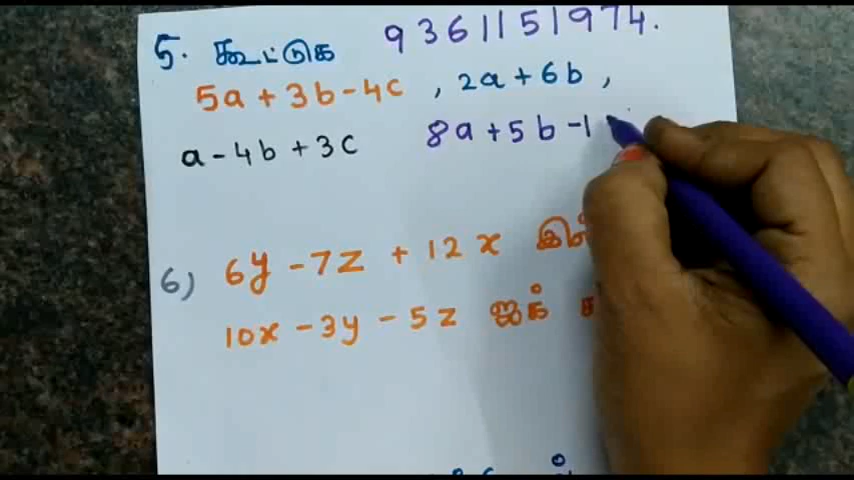 5. கூட்டுக 9361151974.
5a + 3b - 4c , 2a + 6b ,
a - 4b + 3c 8a + 5b - 1
6) 6y - 7z + 12x
10x - 3y - 5z ஐக்